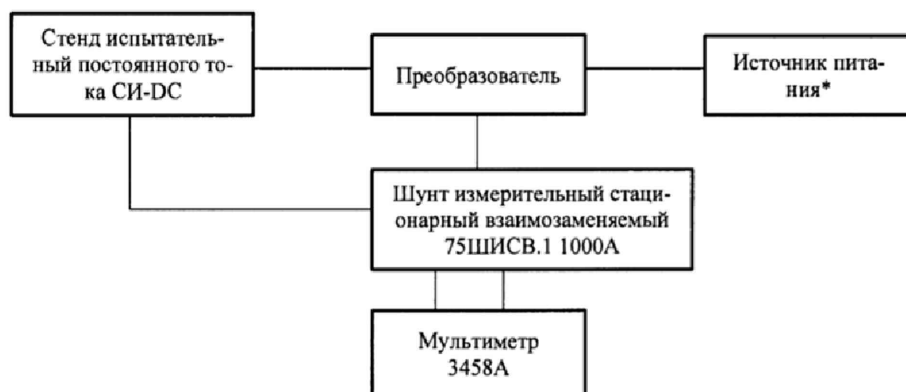 Стенд испытатель-
ный постоянного то-
ка СИ-DC
Преобразователь
Источник пита-
ния*
Шунт измерительный стаци-
онарный взаимозаменяемый
75ШИСВ.1 1000А
Мультиметр
3458А